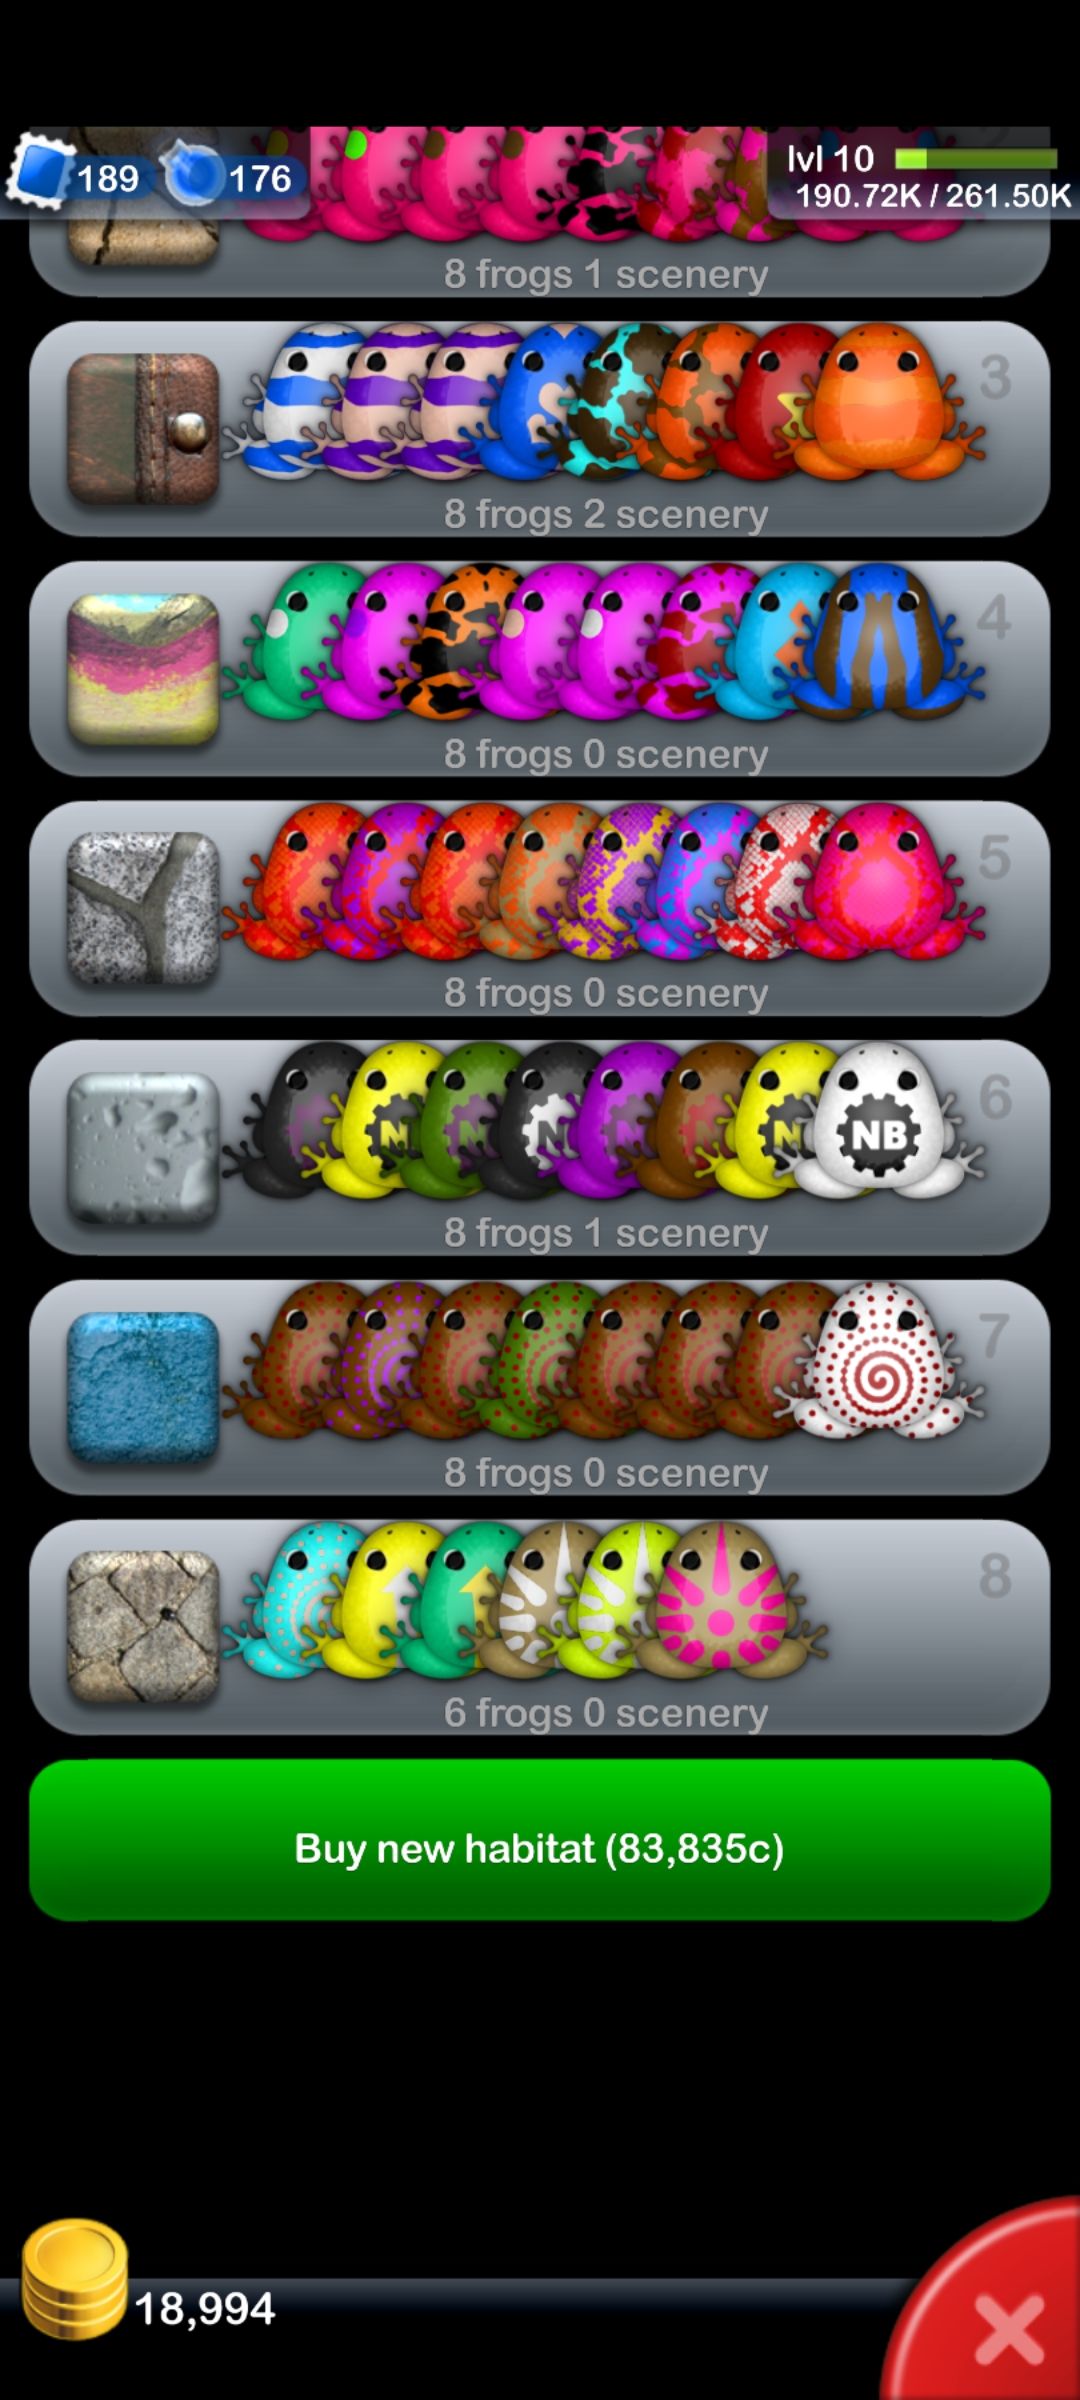 189
176
lvl 10
190.72K / 261.50K
8 frogs 1 scenery
3
8 frogs 2 scenery
4
8 frogs 0 scenery
5
8 frogs 0 scenery
6
N
N
N
N
N
N
NB
8 frogs 1 scenery
7
8 frogs 0 scenery
8
6 frogs 0 scenery
Buy new habitat (83,835c)
18,994